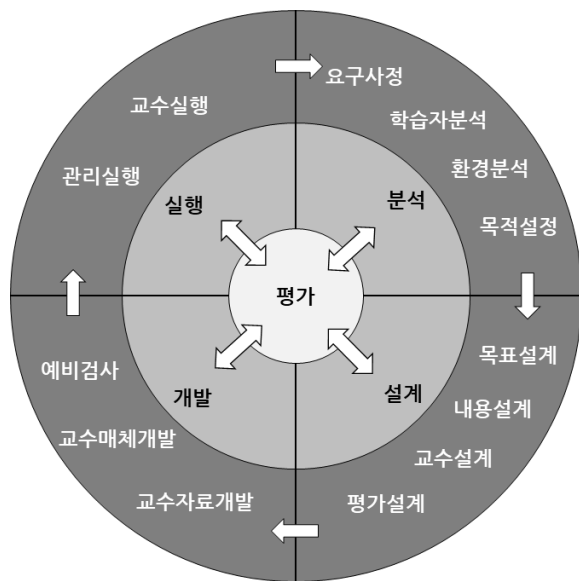 요구사정
학습자분석
환경분석
목적설정
목표설계
내용설계
교수설계
평가설계
교수자료개발
교수매체개발
예비검사
관리실행
교수실행
분석
설계
개발
실행
평가